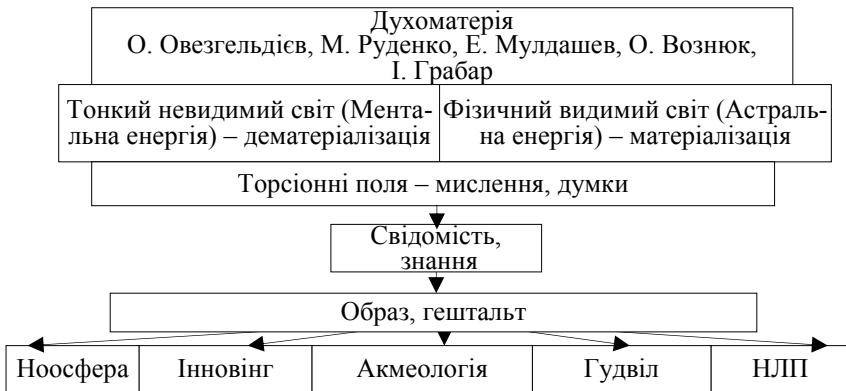 Духоматерія
О. Овезгельдієв, М. Руденко, Е. Мулдашев, О. Вознюк,
І. Грабар
Тонкий невидимий світ (Мента-
льна енергія) – дематеріалізація
Фізичний видимий світ (Астраль-
на енергія) – матеріалізація
Торсіонні поля – мислення, думки
Свідомість,
знання
Образ, гештальт
Ноосфера
Інновінг
Акмеологія
Гудвіл
НЛП